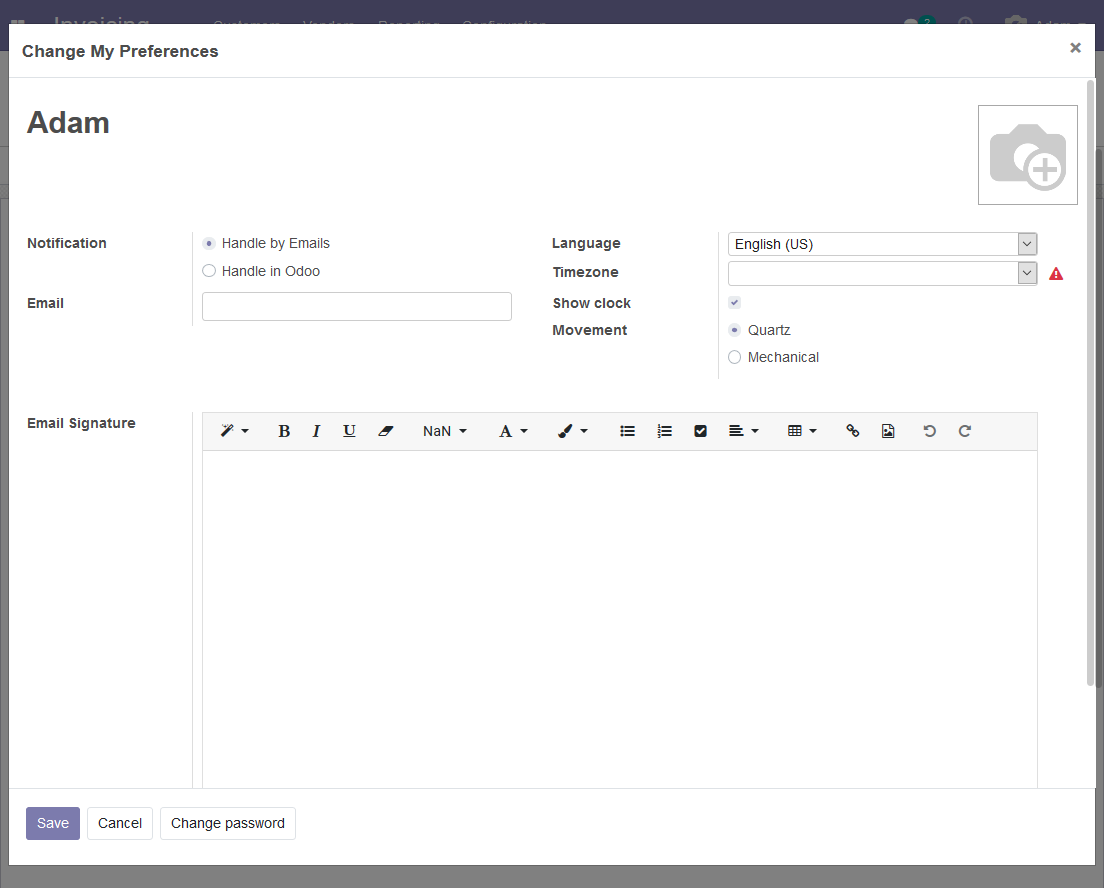 Change My Preferences
×
Adam
Notification
Handle by Emails
Handle in Odoo
Email
Language
English (US)
Timezone
Show clock
Movement
Quartz
Mechanical
Email Signature
B I U NaN A
Save Cancel Change password